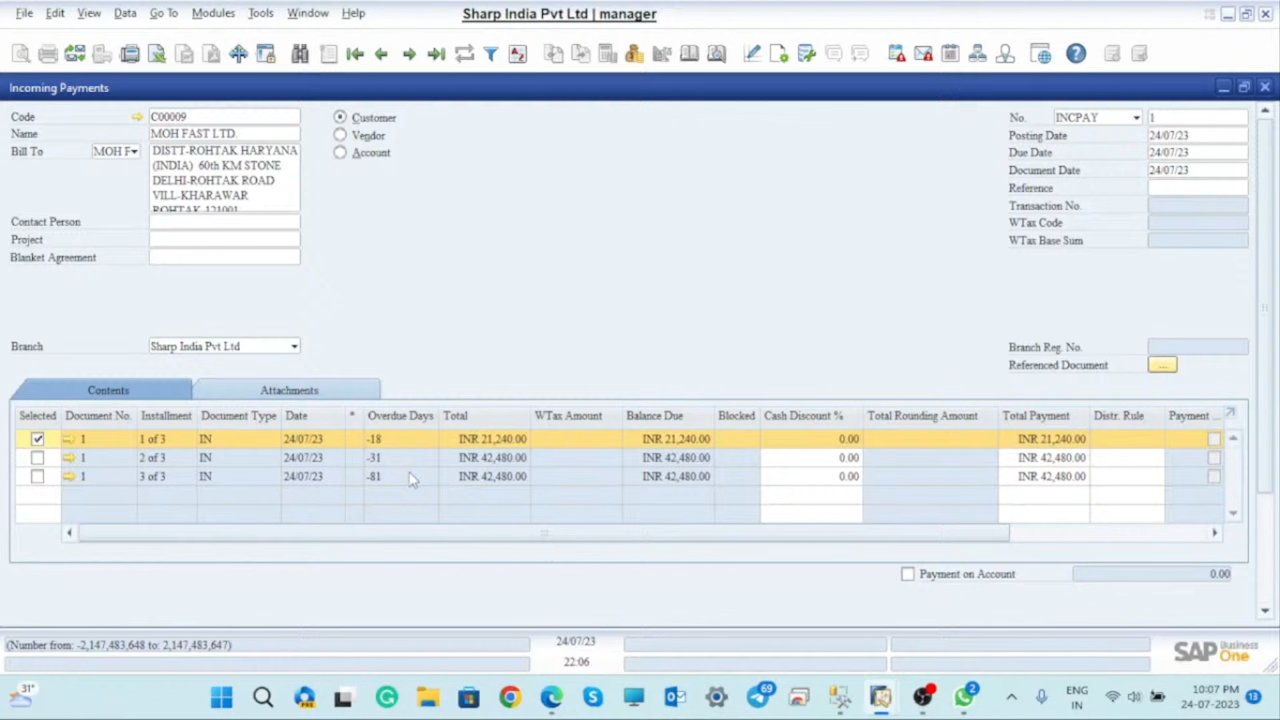 File Edit View Data Go To Modules Tools Window Help
Sharp India Pvt Ltd | manager
Incoming Payments
Code C00009
Name MOH FAST LTD.
Bill To MOH F
DISTT-ROHTAK HARYANA
(INDIA) 60th KM STONE
DELHI-ROHTAK ROAD
VILL-KHARAWAR
ROHTAK-121001
Contact Person
Project
Blanket Agreement
Customer
Vendor
Account
No. INCPAY 1
Posting Date 24/07/23
Due Date 24/07/23
Document Date 24/07/23
Reference
Transaction No.
WTax Code
WTax Base Sum
Branch Sharp India Pvt Ltd
Branch Reg. No.
Referenced Document ...
Contents Attachments
Selected Document No. Installment Document Type Date * Overdue Days Total WTax Amount Balance Due Blocked Cash Discount % Total Rounding Amount Total Payment Distr. Rule Payment ...
1 1 of 3 IN 24/07/23 -18 INR 21,240.00 INR 21,240.00 0.00 INR 21,240.00
1 2 of 3 IN 24/07/23 -31 INR 42,480.00 INR 42,480.00 0.00 INR 42,480.00
1 3 of 3 IN 24/07/23 -81 INR 42,480.00 INR 42,480.00 0.00 INR 42,480.00
Payment on Account 0.00
(Number from: -2,147,483,648 to: 2,147,483,647)
24/07/23
22:06
SAP Business One
31°
PRE
69
2
ENG
IN
10:07 PM
24-07-2023
13